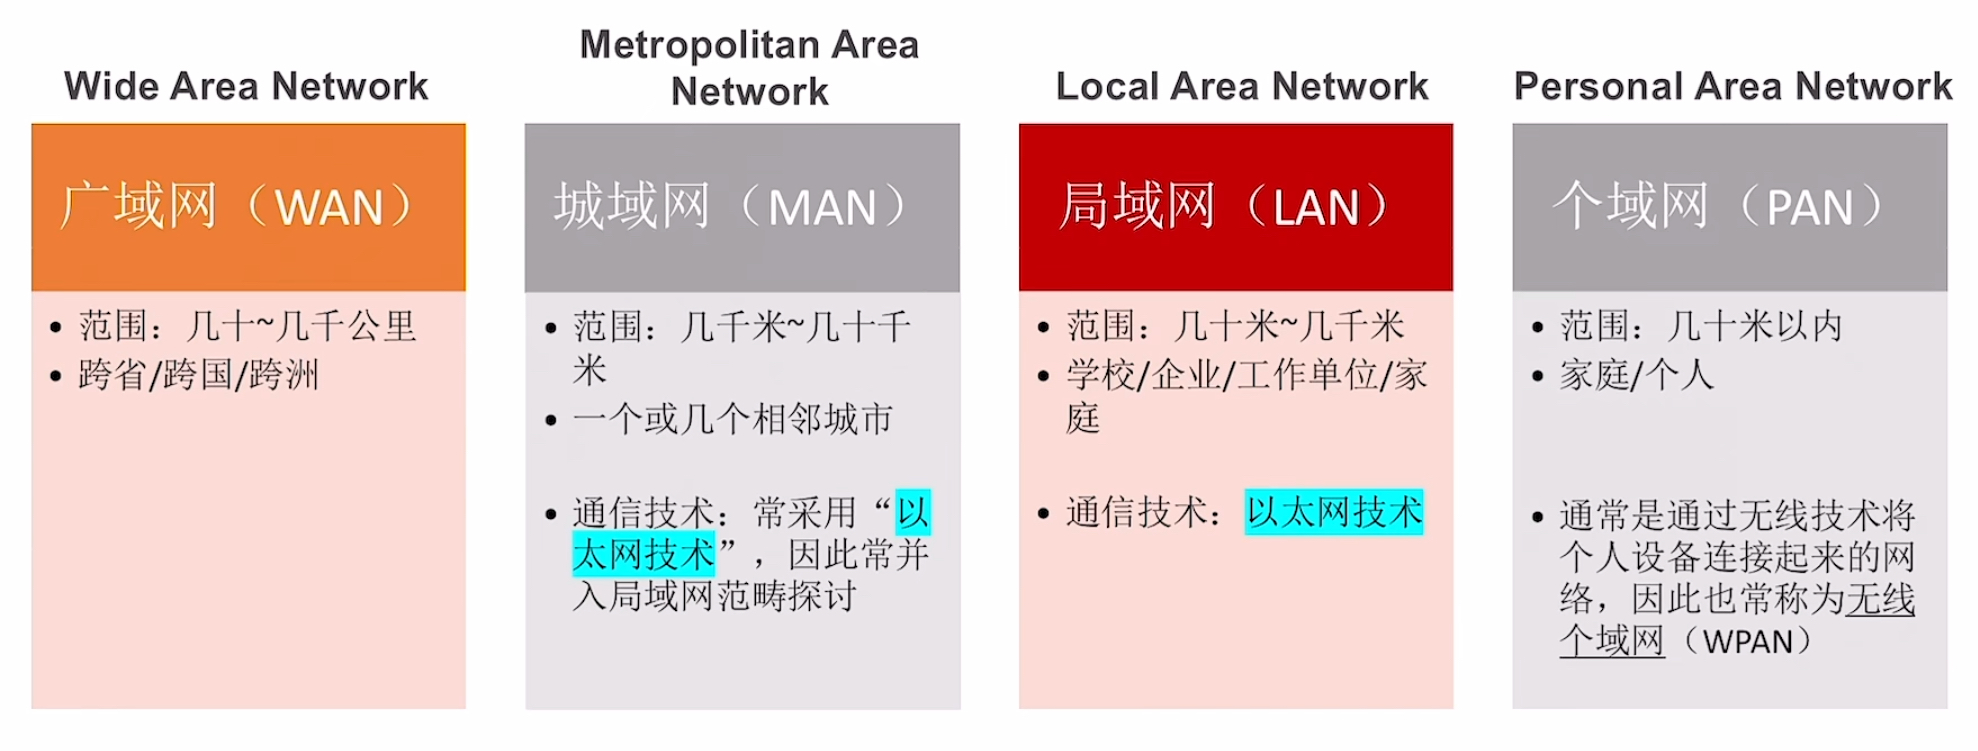 Wide Area Network
广域网（WAN）
• 范围：几十~几千公里
• 跨省/跨国/跨洲
Metropolitan Area
Network
城域网（MAN）
• 范围：几千米~几十千
米
• 一个或几个相邻城市
• 通信技术：常采用“以
太网技术”，因此常并
入局域网范畴探讨
Local Area Network
局域网（LAN）
• 范围：几十米~几千米
• 学校/企业/工作单位/家
庭
• 通信技术：以太网技术
Personal Area Network
个域网（PAN）
• 范围：几十米以内
• 家庭/个人
• 通常是通过无线技术将
个人设备连接起来的网
络，因此也常称为无线
个域网（WPAN）